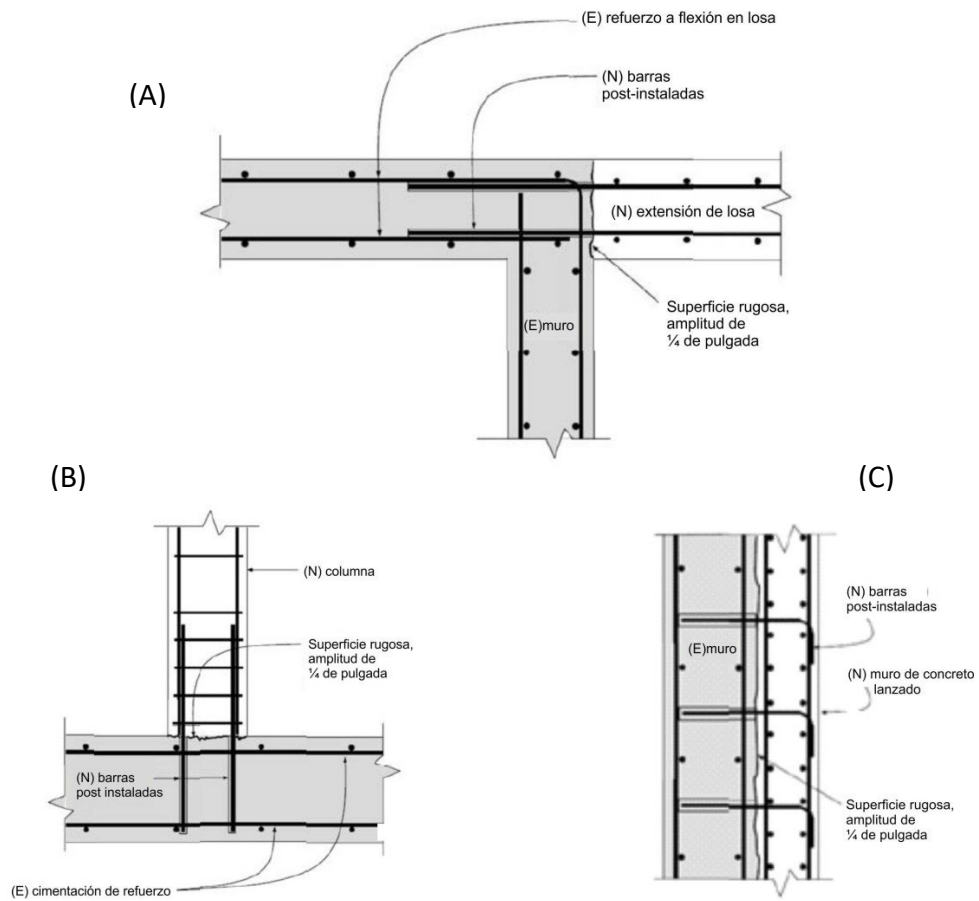 (E) refuerzo a flexión en losa
(A)
(N) barras
post-instaladas
(N) extensión de losa
Superficie rugosa,
amplitud de
¼ de pulgada
(E)muro
(B)
(N) columna
Superficie rugosa,
amplitud de
¼ de pulgada
(N) barras
post instaladas
(E) cimentación de refuerzo
(C)
(N) barras
post-instaladas
(E)muro
(N) muro de concreto
lanzado
Superficie rugosa,
amplitud de
¼ de pulgada